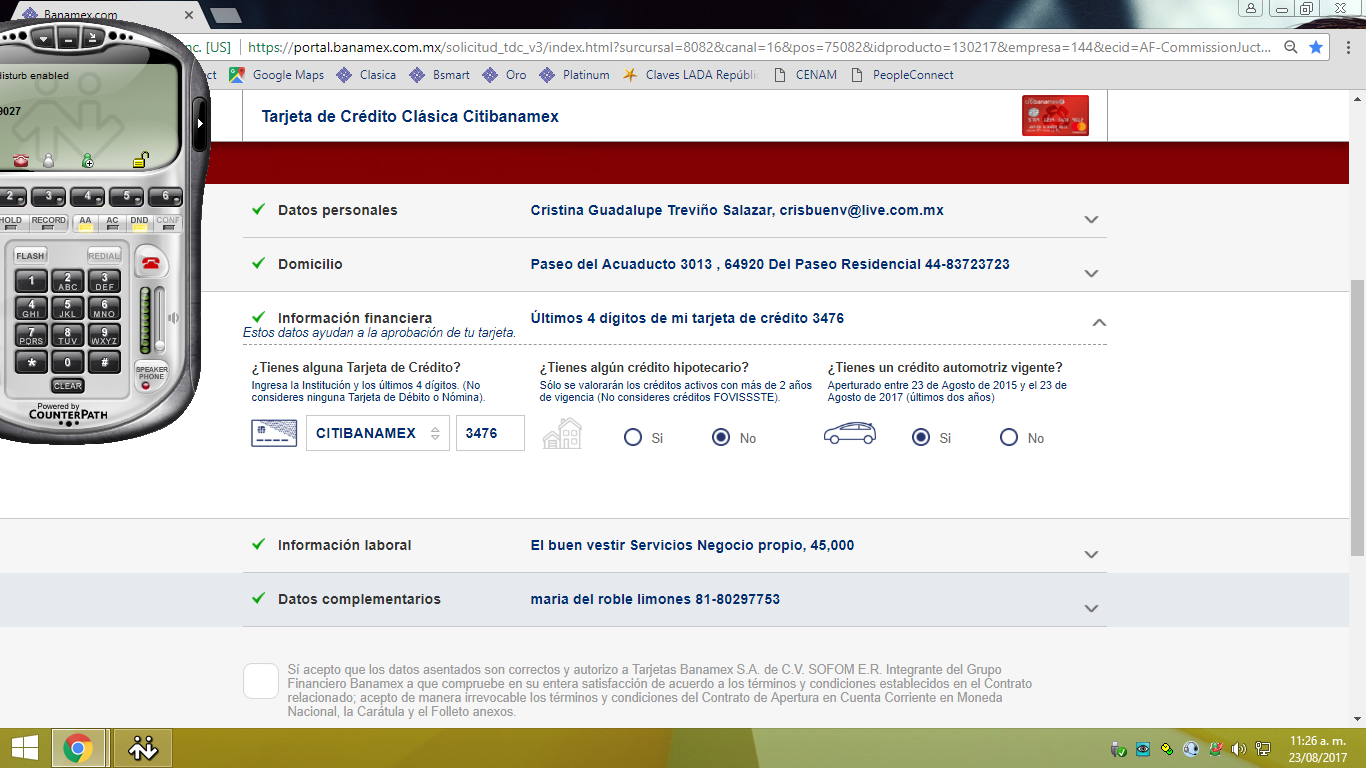 Banamex.com
nc. [US]
https://portal.banamex.com.mx/solicitud_tdc_v3/index.html?surcursal=8082&canal=16&pos=75082&idproducto=130217&empresa=144&ecid=AF-CommissionJuct...
ct Google Maps Clasica Bsmart Oro Platinum Claves LADA Repúblic CENAM PeopleConnect
disturb enabled
9027
2 3 4 5 6
HOLD RECORD AA AC DND CONF
FLASH REDIAL
1 2 ABC 3 DEF
4 GHI 5 JKL 6 MNO
7 PQRS 8 TUV 9 WXYZ
* 0 #
CLEAR
SPEAKER
PHONE
Powered by
COUNTERPATH
Tarjeta de Crédito Clásica Citibanamex
Datos personales Cristina Guadalupe Treviño Salazar, crisbuenv@live.com.mx
Domicilio Paseo del Acuaducto 3013 , 64920 Del Paseo Residencial 44-83723723
Información financiera Últimos 4 dígitos de mi tarjeta de crédito 3476
Estos datos ayudan a la aprobación de tu tarjeta.
¿Tienes alguna Tarjeta de Crédito?
Ingresa la Institución y los últimos 4 dígitos. (No
consideres ninguna Tarjeta de Débito o Nómina).
CITIBANAMEX 3476
¿Tienes algún crédito hipotecario?
Sólo se valorarán los créditos activos con más de 2 años
de vigencia (No consideres créditos FOVISSSTE).
Si No
¿Tienes un crédito automotriz vigente?
Aperturado entre 23 de Agosto de 2015 y el 23 de
Agosto de 2017 (últimos dos años)
Si No
Información laboral El buen vestir Servicios Negocio propio, 45,000
Datos complementarios maria del roble limones 81-80297753
Sí acepto que los datos asentados son correctos y autorizo a Tarjetas Banamex S.A. de C.V. SOFOM E.R. Integrante del Grupo
Financiero Banamex a que compruebe en su entera satisfacción de acuerdo a los términos y condiciones establecidos en el Contrato
relacionado; acepto de manera irrevocable los términos y condiciones del Contrato de Apertura en Cuenta Corriente en Moneda
Nacional, la Carátula y el Folleto anexos.
11:26 a. m.
23/08/2017